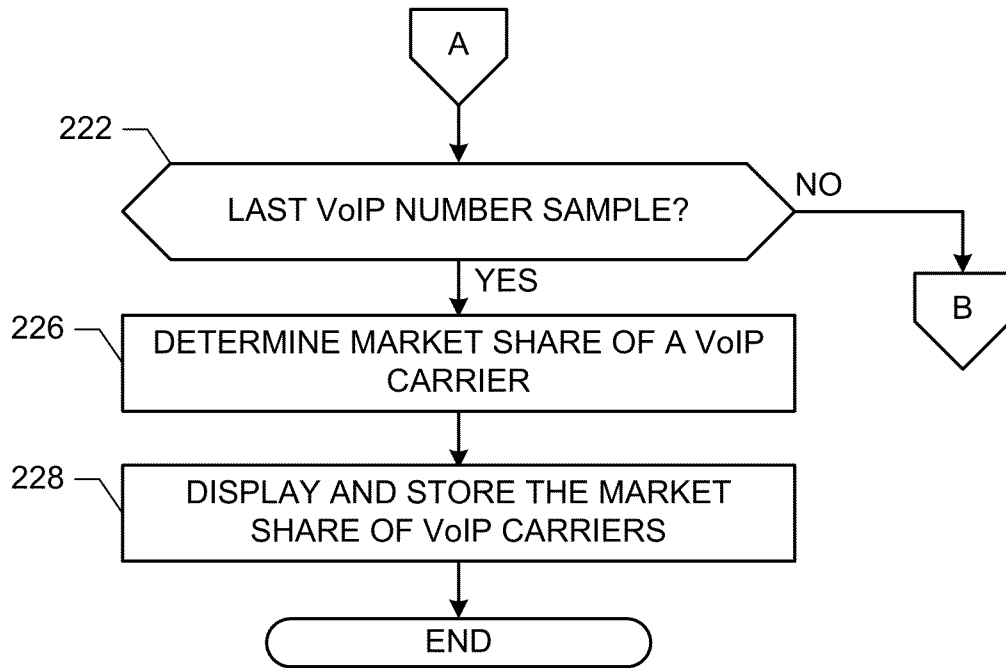 A
222
LAST VoIP NUMBER SAMPLE?
NO
YES
B
226
DETERMINE MARKET SHARE OF A VoIP
CARRIER
228
DISPLAY AND STORE THE MARKET
SHARE OF VoIP CARRIERS
END